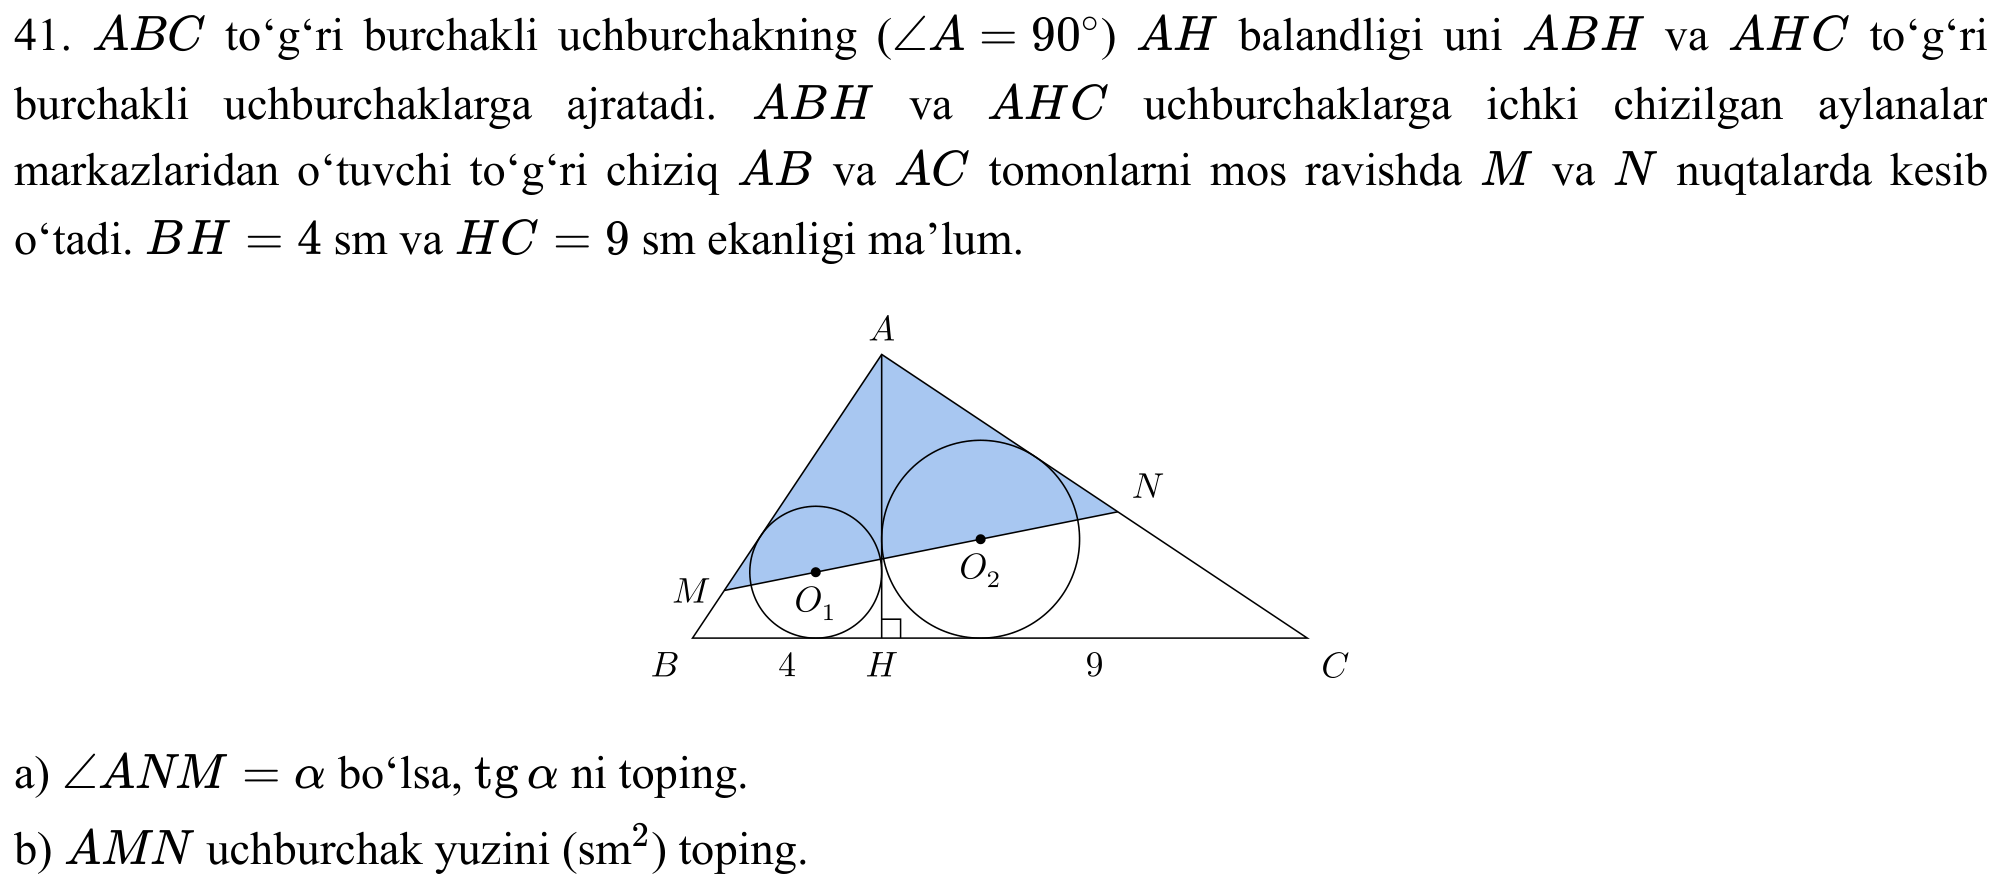 41. ABC to‘g‘ri burchakli uchburchakning (∠A = 90°) AH balandligi uni ABH va AHC to‘g‘ri
burchakli uchburchaklarga ajratadi. ABH va AHC uchburchaklarga ichki chizilgan aylanalar
markazlaridan o‘tuvchi to‘g‘ri chiziq AB va AC tomonlarni mos ravishda M va N nuqtalarda kesib
o‘tadi. BH = 4 sm va HC = 9 sm ekanligi ma’lum.
A
N
M
O₁
O₂
B
4
H
9
C
a) ∠ANM = α bo‘lsa, tg α ni toping.
b) AMN uchburchak yuzini (sm²) toping.